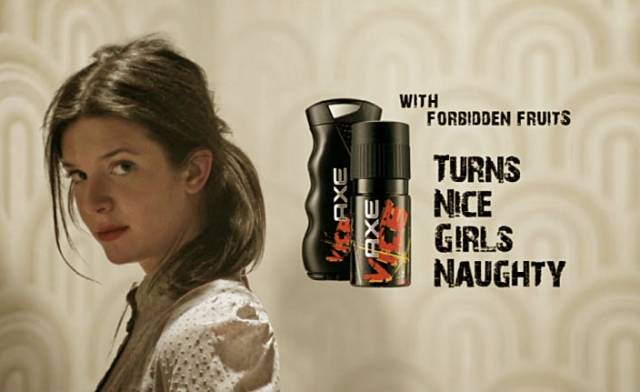 WITH
FORBIDDEN FRUITS
TURNS
NICE
GIRLS
NAUGHTY
AXE
VICE
AXE
VICE